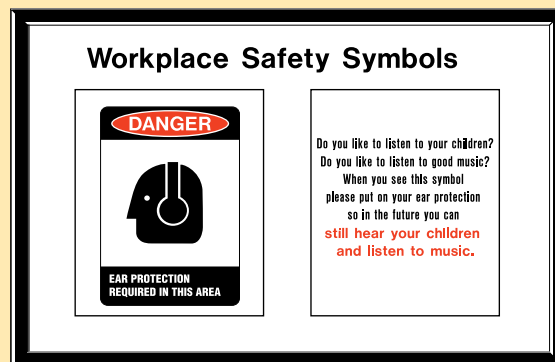 Workplace Safety Symbols
DANGER
EAR PROTECTION
REQUIRED IN THIS AREA
Do you like to listen to your children?
Do you like to listen to good music?
When you see this symbol
please put on your ear protection
so in the future you can
still hear your children
and listen to music.